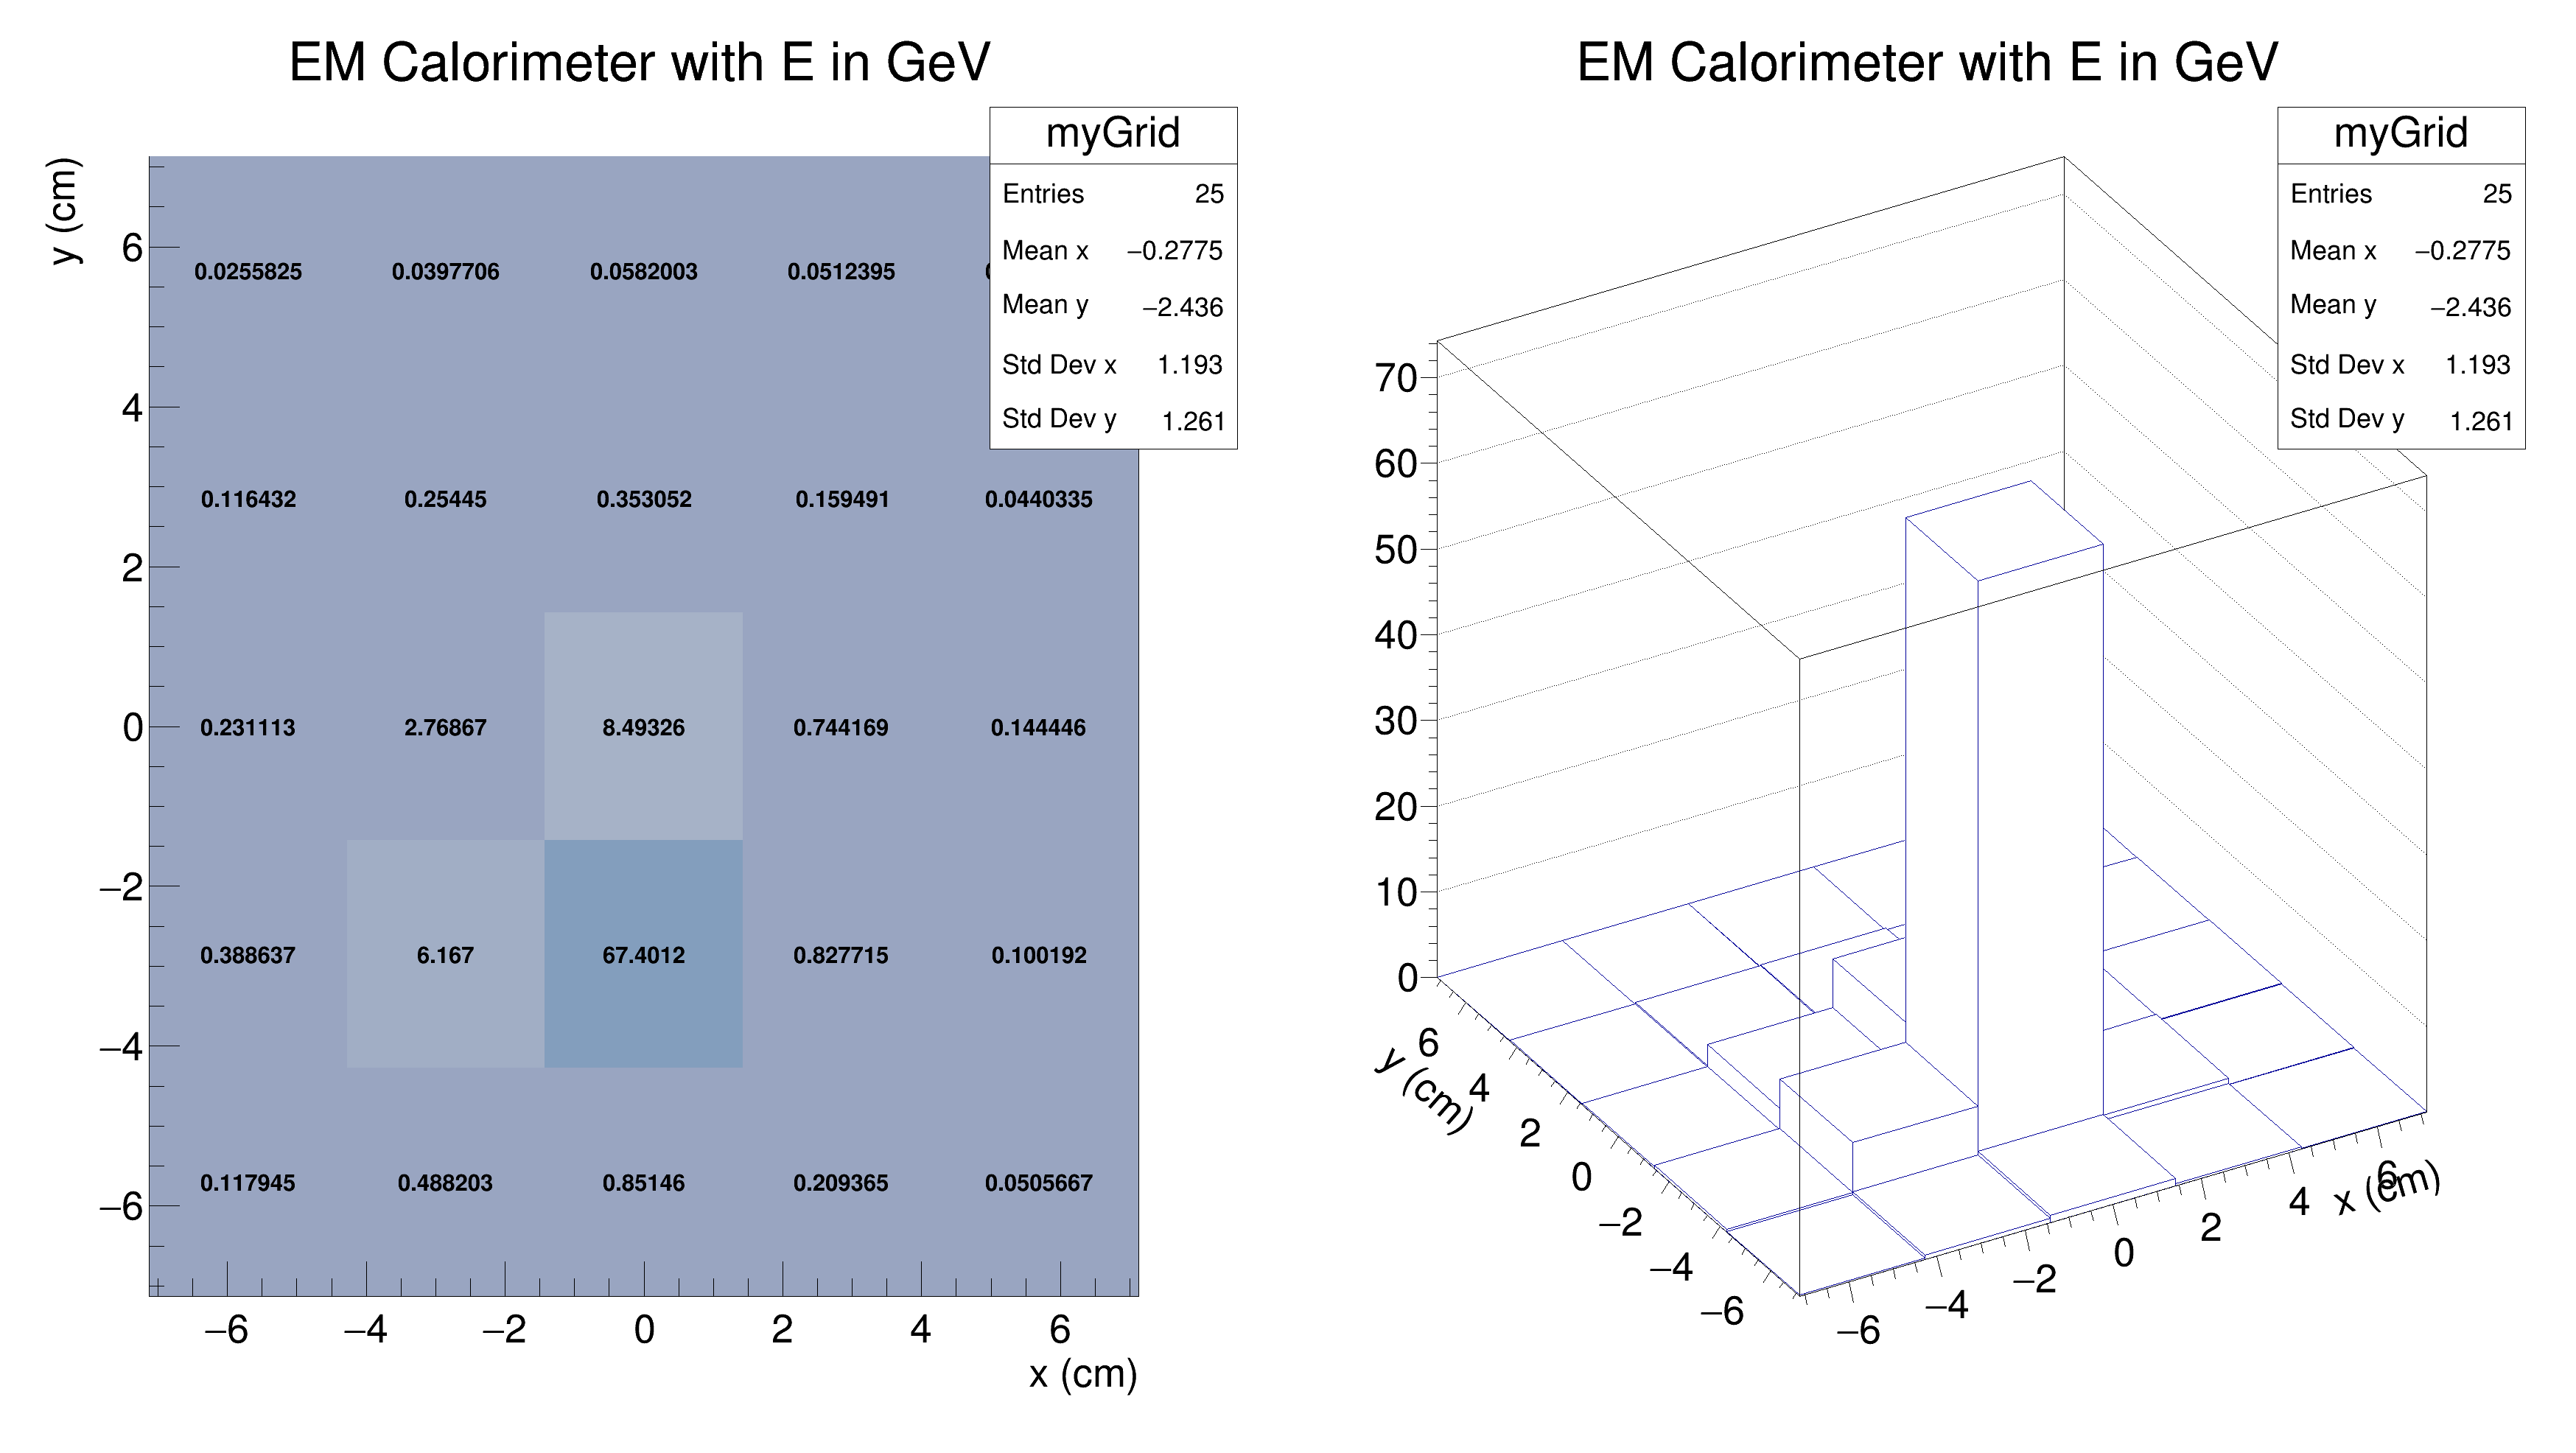 EM Calorimeter with E in GeV
myGrid
Entries 25
Mean x −0.2775
Mean y −2.436
Std Dev x 1.193
Std Dev y 1.261
y (cm)
6
4
2
0
−2
−4
−6
0.0255825 0.0397706 0.0582003 0.0512395
0.116432 0.25445 0.353052 0.159491 0.0440335
0.231113 2.76867 8.49326 0.744169 0.144446
0.388637 6.167 67.4012 0.827715 0.100192
0.117945 0.488203 0.85146 0.209365 0.0505667
−6 −4 −2 0 2 4 6
x (cm)
EM Calorimeter with E in GeV
myGrid
Entries 25
Mean x −0.2775
Mean y −2.436
Std Dev x 1.193
Std Dev y 1.261
70
60
50
40
30
20
10
0
y (cm)
6
4
2
0
−2
−4
−6
−6
−4
−2
0
2
4
6
x (cm)